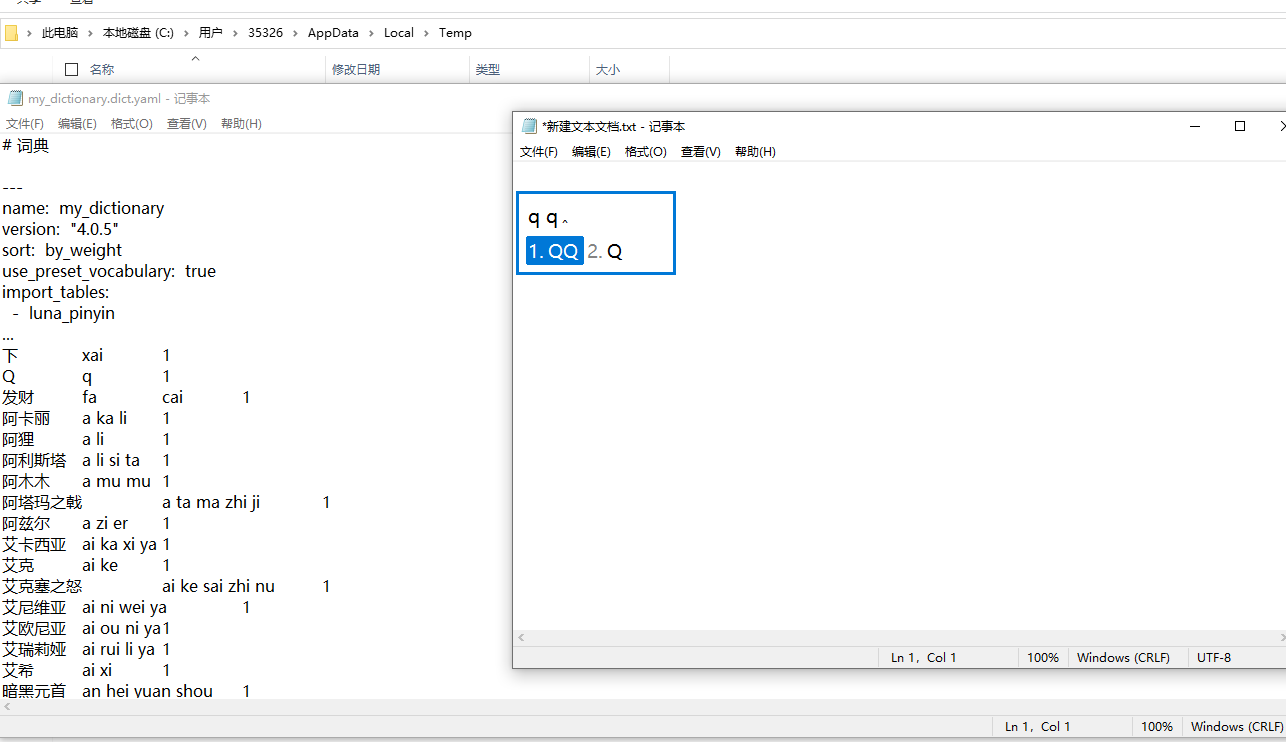 共享 查看
此电脑 › 本地磁盘 (C:) › 用户 › 35326 › AppData › Local › Temp
名称 修改日期 类型 大小
my_dictionary.dict.yaml - 记事本
文件(F) 编辑(E) 格式(O) 查看(V) 帮助(H)
# 词典
---
name: my_dictionary
version: "4.0.5"
sort: by_weight
use_preset_vocabulary: true
import_tables:
- luna_pinyin
...
下 xai 1
Q q 1
发财 fa cai 1
阿卡丽 a ka li 1
阿狸 a li 1
阿利斯塔 a li si ta 1
阿木木 a mu mu 1
阿塔玛之戟 a ta ma zhi ji 1
阿兹尔 a zi er 1
艾卡西亚 ai ka xi ya 1
艾克 ai ke 1
艾克塞之怒 ai ke sai zhi nu 1
艾尼维亚 ai ni wei ya 1
艾欧尼亚 ai ou ni ya 1
艾瑞莉娅 ai rui li ya 1
艾希 ai xi 1
暗黑元首 an hei yuan shou 1
Ln 1, Col 1 100% Windows (CRLF)
*新建文本文档.txt - 记事本
文件(F) 编辑(E) 格式(O) 查看(V) 帮助(H)
q q‸
1. QQ 2. Q
Ln 1, Col 1 100% Windows (CRLF) UTF-8